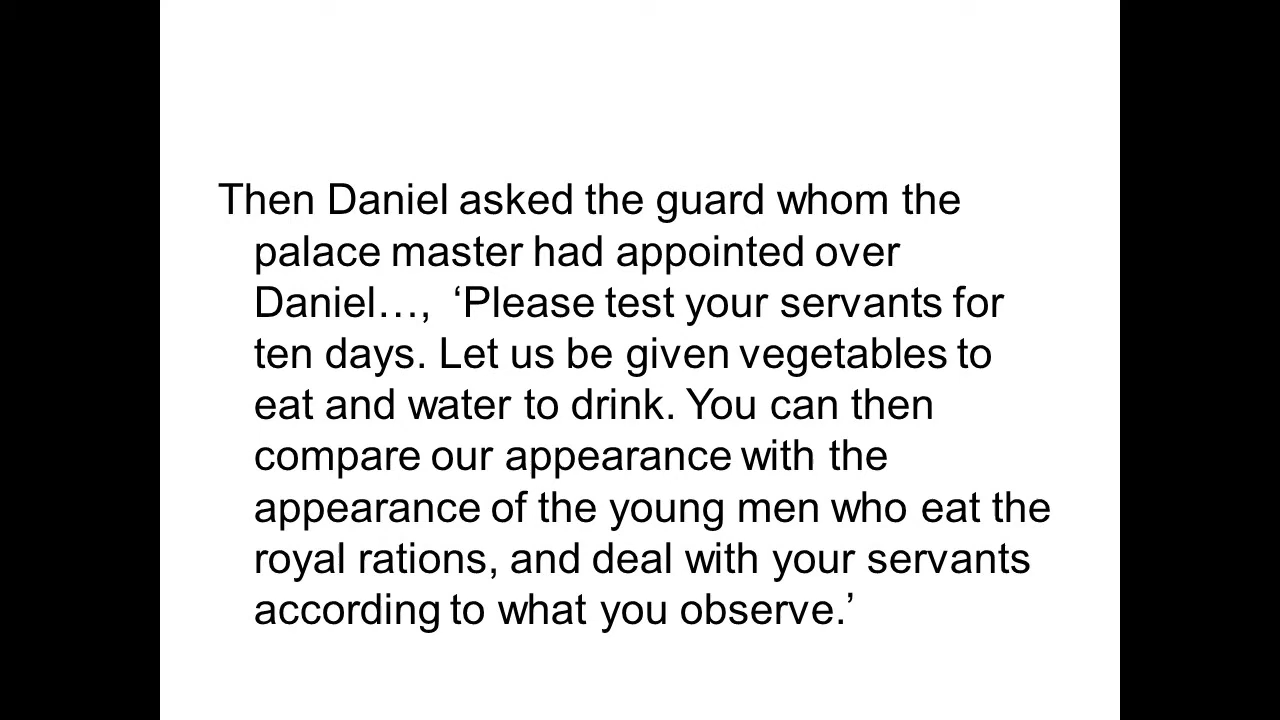 Then Daniel asked the guard whom the
palace master had appointed over
Daniel…, ‘Please test your servants for
ten days. Let us be given vegetables to
eat and water to drink. You can then
compare our appearance with the
appearance of the young men who eat the
royal rations, and deal with your servants
according to what you observe.’